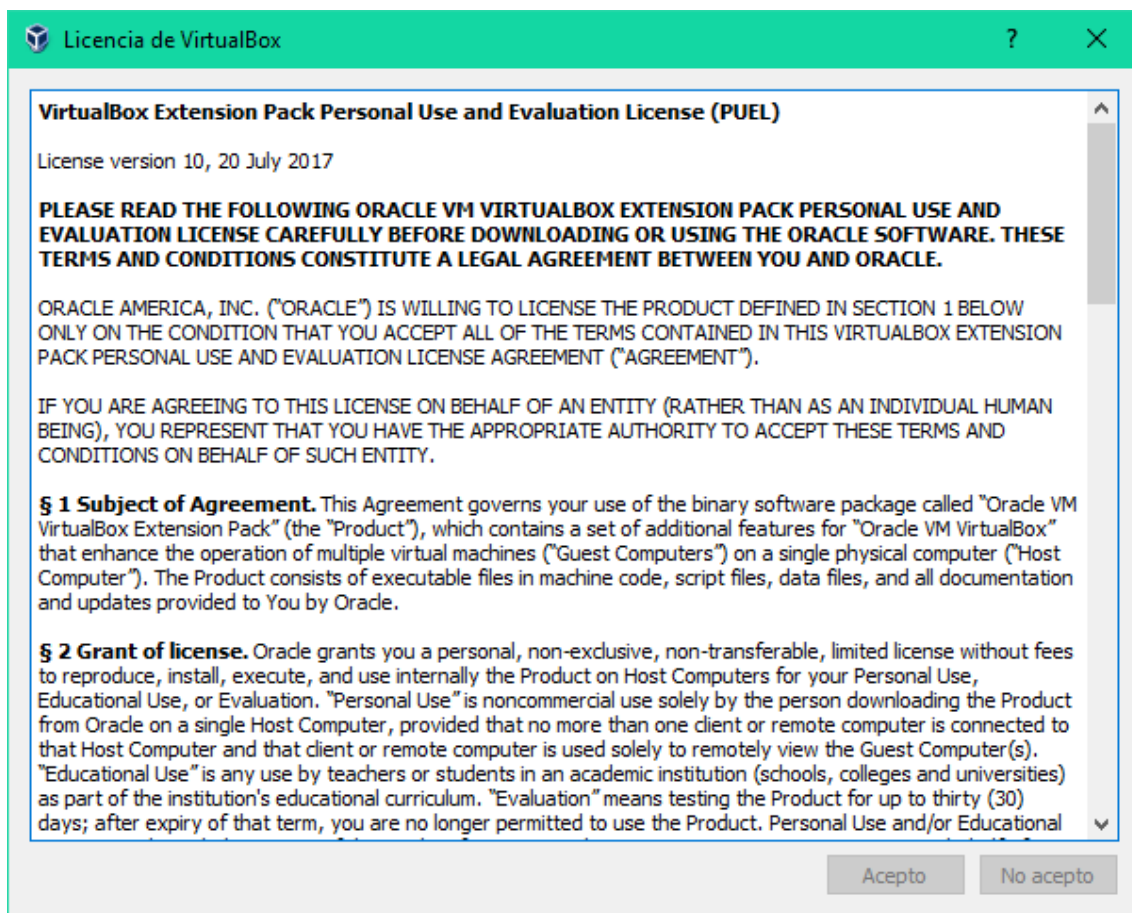 Licencia de VirtualBox
?
VirtualBox Extension Pack Personal Use and Evaluation License (PUEL)
License version 10, 20 July 2017
PLEASE READ THE FOLLOWING ORACLE VM VIRTUALBOX EXTENSION PACK PERSONAL USE AND
EVALUATION LICENSE CAREFULLY BEFORE DOWNLOADING OR USING THE ORACLE SOFTWARE. THESE
TERMS AND CONDITIONS CONSTITUTE A LEGAL AGREEMENT BETWEEN YOU AND ORACLE.
ORACLE AMERICA, INC. (“ORACLE”) IS WILLING TO LICENSE THE PRODUCT DEFINED IN SECTION 1 BELOW
ONLY ON THE CONDITION THAT YOU ACCEPT ALL OF THE TERMS CONTAINED IN THIS VIRTUALBOX EXTENSION
PACK PERSONAL USE AND EVALUATION LICENSE AGREEMENT (“AGREEMENT”).
IF YOU ARE AGREEING TO THIS LICENSE ON BEHALF OF AN ENTITY (RATHER THAN AS AN INDIVIDUAL HUMAN
BEING), YOU REPRESENT THAT YOU HAVE THE APPROPRIATE AUTHORITY TO ACCEPT THESE TERMS AND
CONDITIONS ON BEHALF OF SUCH ENTITY.
§ 1 Subject of Agreement. This Agreement governs your use of the binary software package called “Oracle VM
VirtualBox Extension Pack” (the “Product”), which contains a set of additional features for “Oracle VM VirtualBox”
that enhance the operation of multiple virtual machines (“Guest Computers”) on a single physical computer (“Host
Computer”). The Product consists of executable files in machine code, script files, data files, and all documentation
and updates provided to You by Oracle.
§ 2 Grant of license. Oracle grants you a personal, non-exclusive, non-transferable, limited license without fees
to reproduce, install, execute, and use internally the Product on Host Computers for your Personal Use,
Educational Use, or Evaluation. “Personal Use” is noncommercial use solely by the person downloading the Product
from Oracle on a single Host Computer, provided that no more than one client or remote computer is connected to
that Host Computer and that client or remote computer is used solely to remotely view the Guest Computer(s).
“Educational Use” is any use by teachers or students in an academic institution (schools, colleges and universities)
as part of the institution's educational curriculum. “Evaluation” means testing the Product for up to thirty (30)
days; after expiry of that term, you are no longer permitted to use the Product. Personal Use and/or Educational
Acepto
No acepto